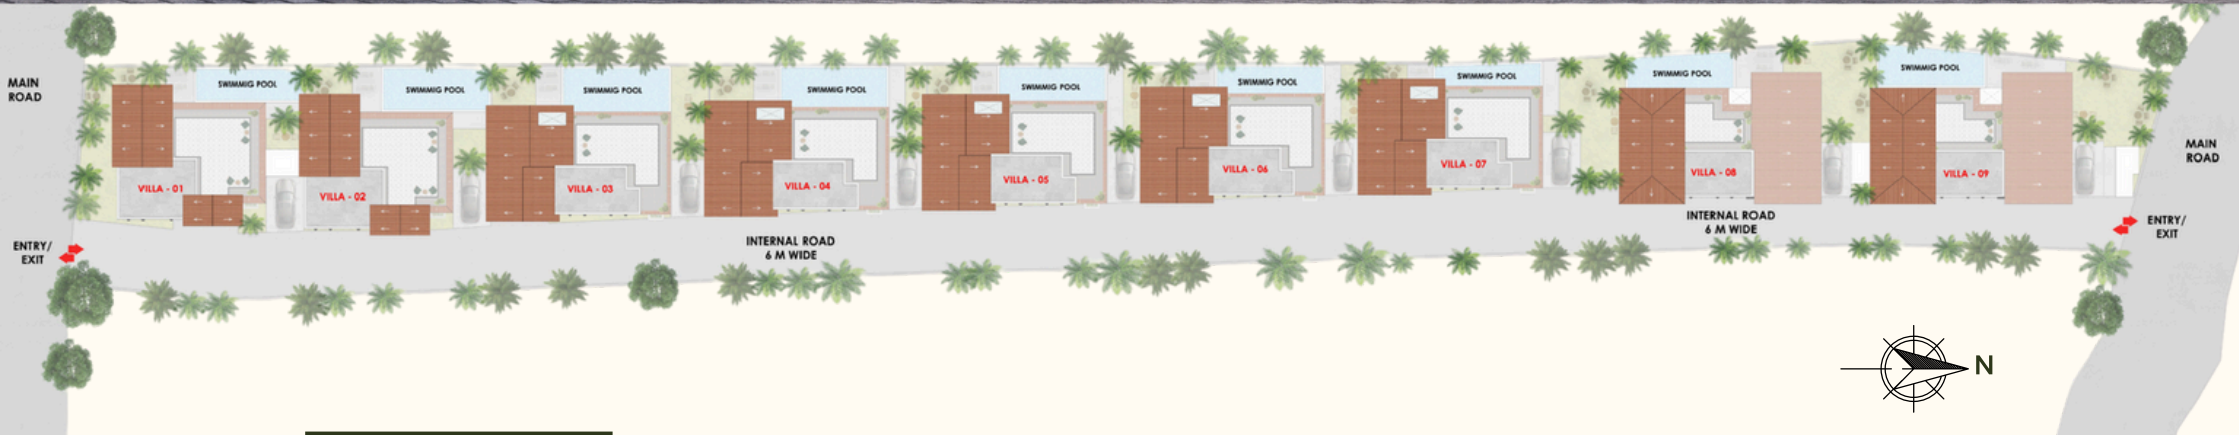 MAIN
ROAD
SWIMMIG POOL
SWIMMIG POOL
SWIMMIG POOL
SWIMMIG POOL
SWIMMIG POOL
SWIMMIG POOL
SWIMMIG POOL
SWIMMIG POOL
SWIMMIG POOL
MAIN
ROAD
VILLA - 01
VILLA - 02
VILLA - 03
VILLA - 04
VILLA - 05
VILLA - 06
VILLA - 07
VILLA - 08
VILLA - 09
ENTRY/
EXIT
INTERNAL ROAD
6 M WIDE
INTERNAL ROAD
6 M WIDE
ENTRY/
EXIT
N